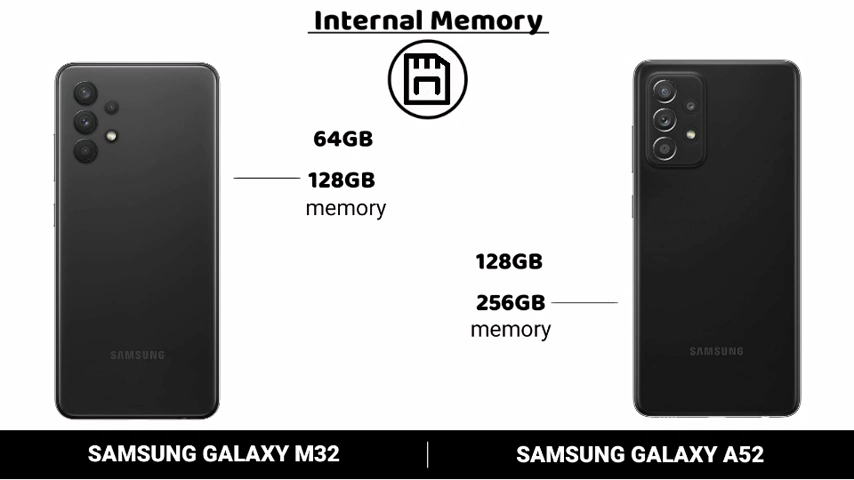 Internal Memory
64GB
128GB
memory
128GB
256GB
memory
SAMSUNG
SAMSUNG
SAMSUNG GALAXY M32
SAMSUNG GALAXY A52